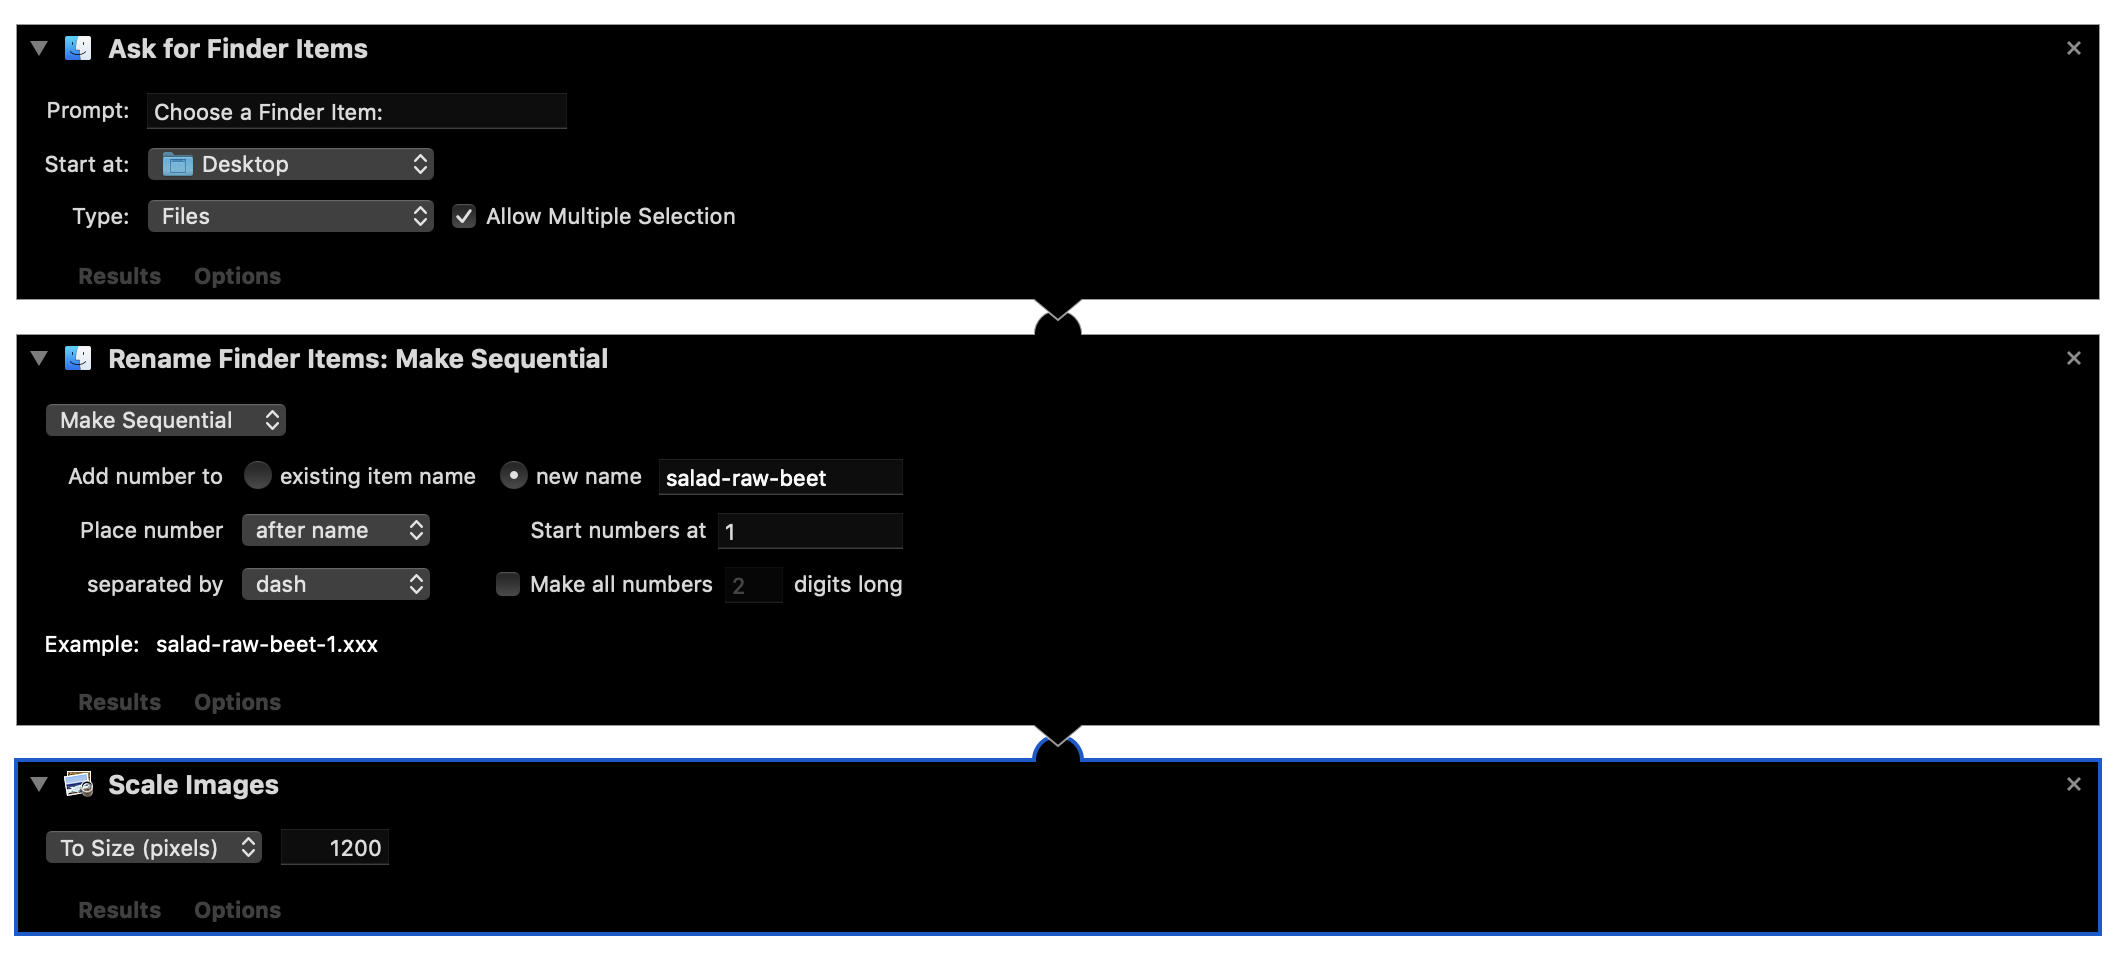 Ask for Finder Items
Prompt: Choose a Finder Item:
Start at: Desktop
Type: Files Allow Multiple Selection
Results Options
Rename Finder Items: Make Sequential
Make Sequential
Add number to existing item name new name salad-raw-beet
Place number after name Start numbers at 1
separated by dash Make all numbers 2 digits long
Example: salad-raw-beet-1.xxx
Results Options
Scale Images
To Size (pixels) 1200
Results Options